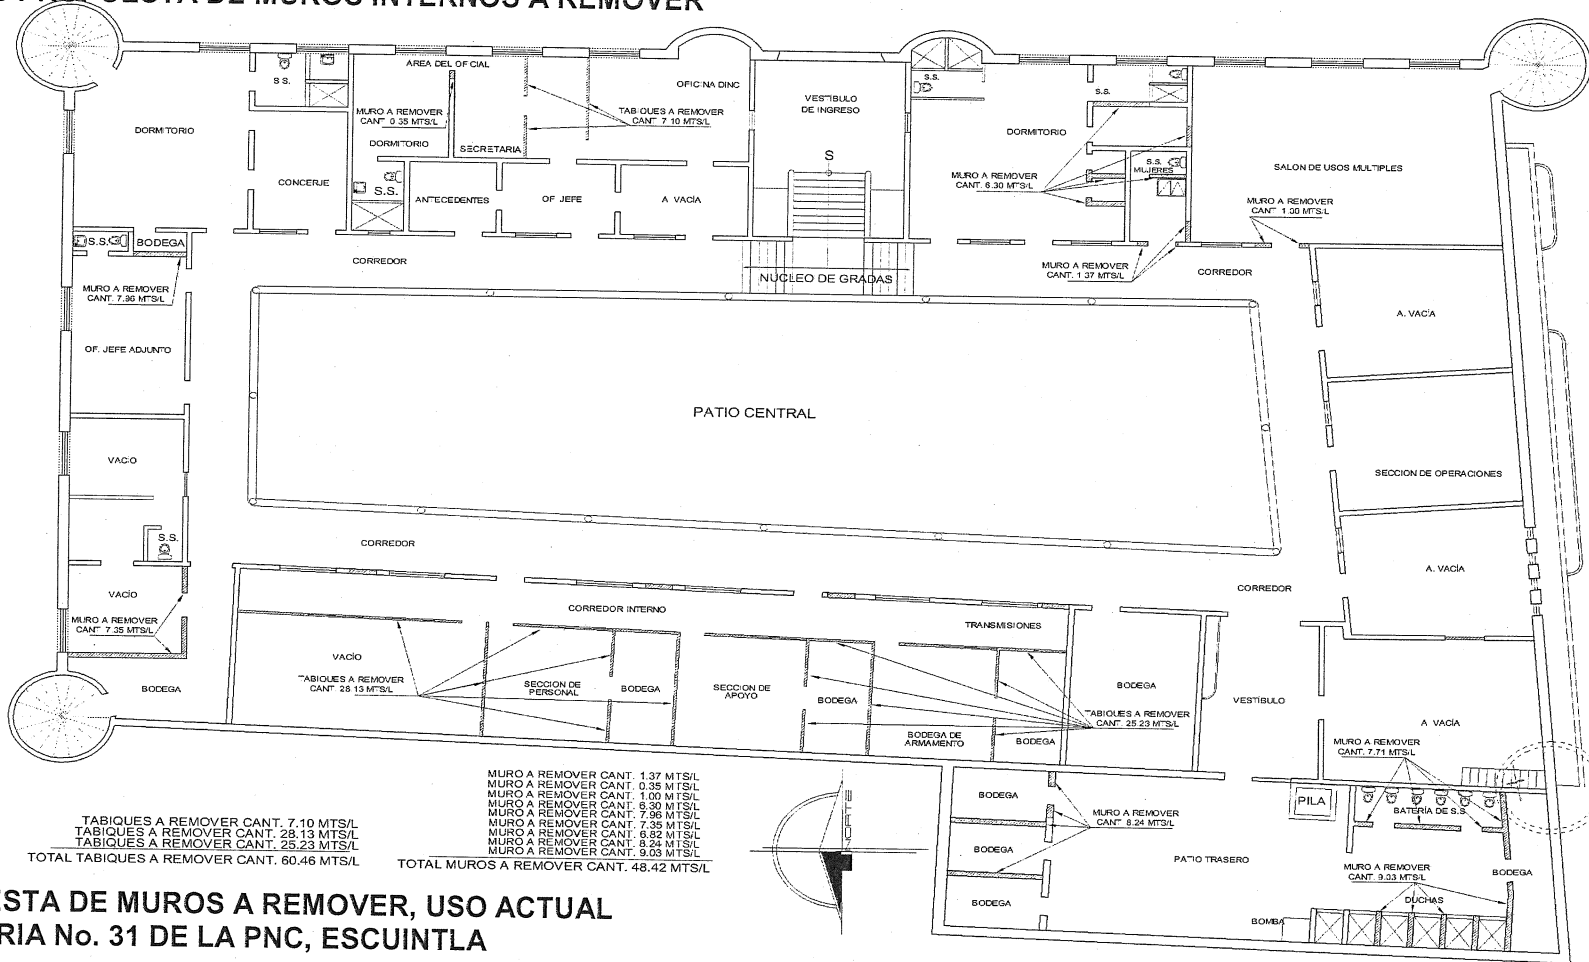 DE MUROS INTERNOS A REMOVER
S.S.
AREA DEL OFICIAL
OFICINA DINC
VESTIBULO
DE INGRESO
S.S.
S.S.
DORMITORIO
MURO A REMOVER
CANT 0.35 MTS/L
DORMITORIO
TABIQUES A REMOVER
CANT 7.10 MTS/L
SECRETARIA
S
DORMITORIO
S.S.
MUJERES
SALON DE USOS MULTIPLES
CONCERJE
S.S.
ANTECEDENTES
OF JEFE
A VACÍA
MURO A REMOVER
CANT. 6.30 MTS/L
MURO A REMOVER
CANT 1.00 MTS/L
S.S.
BODEGA
CORREDOR
NUCLEO DE GRADAS
MURO A REMOVER
CANT 1 37 MTS/L
CORREDOR
MURO A REMOVER
CANT. 7.96 MTS/L
A. VACÍA
OF. JEFE ADJUNTO
PATIO CENTRAL
VACIO
SECCION DE OPERACIONES
S.S.
CORREDOR
A. VACÍA
VACÍO
CORREDOR
CORREDOR INTERNO
MURO A REMOVER
CANT 7.35 MTS/L
TRANSMISIONES
VACÍO
TABIQUES A REMOVER
CANT 28.13 MTS/L
BODEGA
SECCION DE
PERSONAL
BODEGA
SECCION DE
APOYO
BODEGA
BODEGA
TABIQUES A REMOVER
CANT. 25.23 MTS/L
VESTÍBULO
BODEGA DE
ARMAMENTO
BODEGA
A VACÍA
MURO A REMOVER
CANT. 7.71 MTS/L
MURO A REMOVER CANT. 1.37 MTS/L
MURO A REMOVER CANT. 0.35 MTS/L
MURO A REMOVER CANT. 1.00 MTS/L
MURO A REMOVER CANT. 6.30 MTS/L
MURO A REMOVER CANT. 7.96 MTS/L
MURO A REMOVER CANT. 7.35 MTS/L
MURO A REMOVER CANT. 6.82 MTS/L
MURO A REMOVER CANT. 8.24 MTS/L
MURO A REMOVER CANT. 9.03 MTS/L
TOTAL MUROS A REMOVER CANT. 48.42 MTS/L
TABIQUES A REMOVER CANT. 7.10 MTS/L
TABIQUES A REMOVER CANT. 28.13 MTS/L
TABIQUES A REMOVER CANT. 25.23 MTS/L
TOTAL TABIQUES A REMOVER CANT. 60.46 MTS/L
NORTE
BODEGA
MURO A REMOVER
CANT 8.24 MTS/L
PILA
BATERÍA DE S.S.
BODEGA
PATIO TRASERO
MURO A REMOVER
CANT. 9.03 MTS/L
BODEGA
DUCHAS
BODEGA
BOMBA
ESTA DE MUROS A REMOVER, USO ACTUAL
RIA No. 31 DE LA PNC, ESCUINTLA